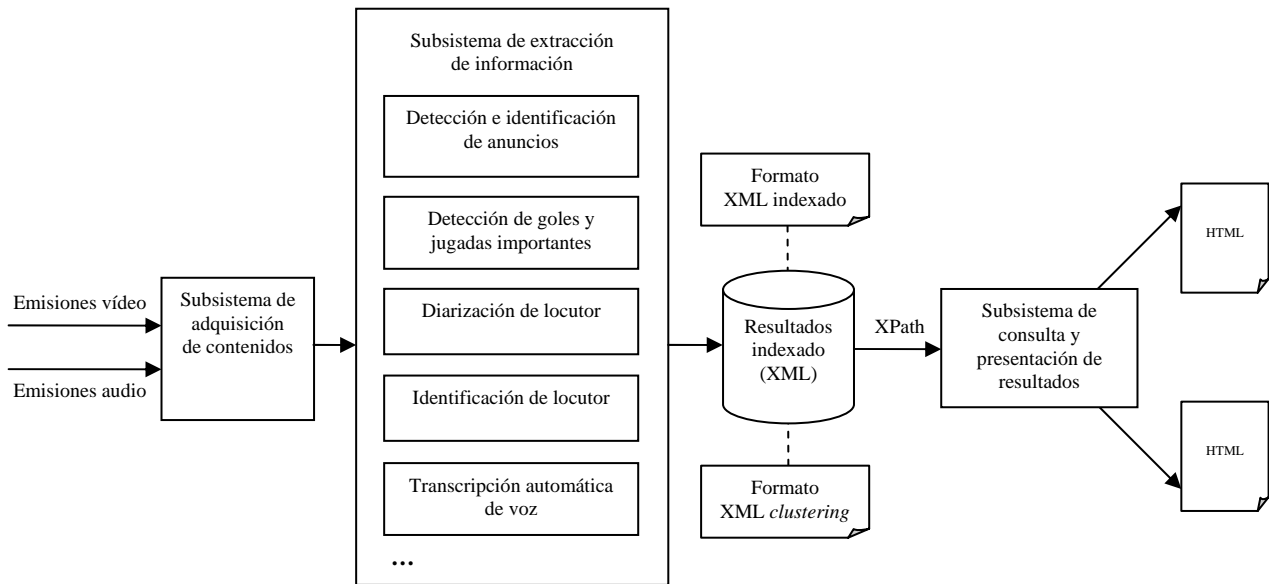 Emisiones vídeo
Emisiones audio
Subsistema de
adquisición
de contenidos
Subsistema de extracción
de información
Detección e identificación
de anuncios
Detección de goles y
jugadas importantes
Diarización de locutor
Identificación de locutor
Transcripción automática
de voz
...
Formato
XML indexado
Resultados
indexado
(XML)
Formato
XML clustering
XPath
Subsistema de
consulta y
presentación de
resultados
HTML
HTML